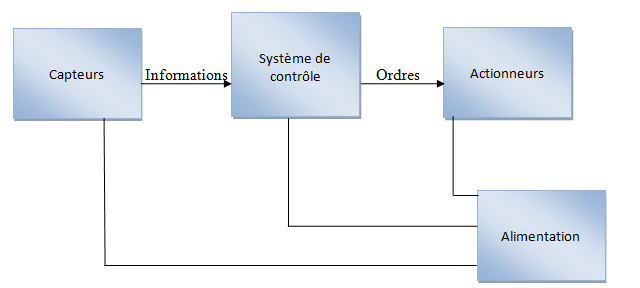 Capteurs
Informations
Système de
contrôle
Ordres
Actionneurs
Alimentation